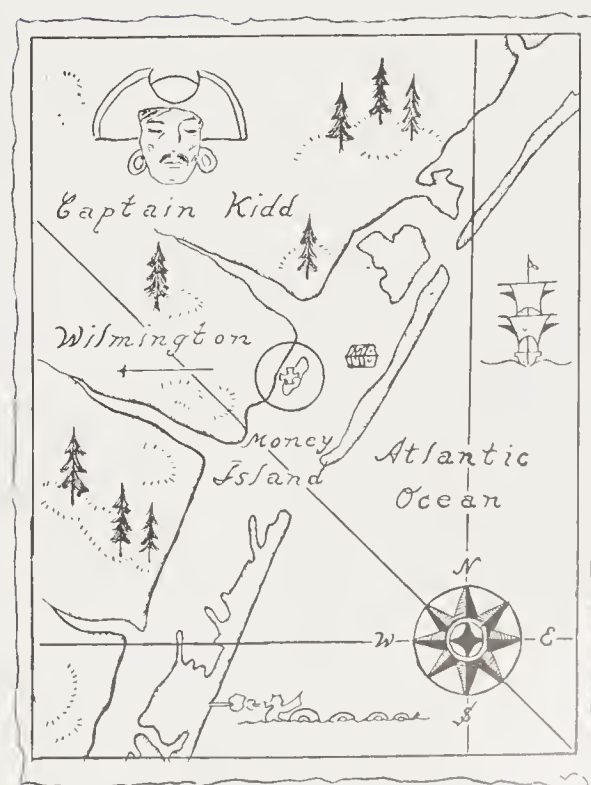 Captain Kidd
Wilmington
Money
Island
Atlantic
Ocean
N
W
E
S